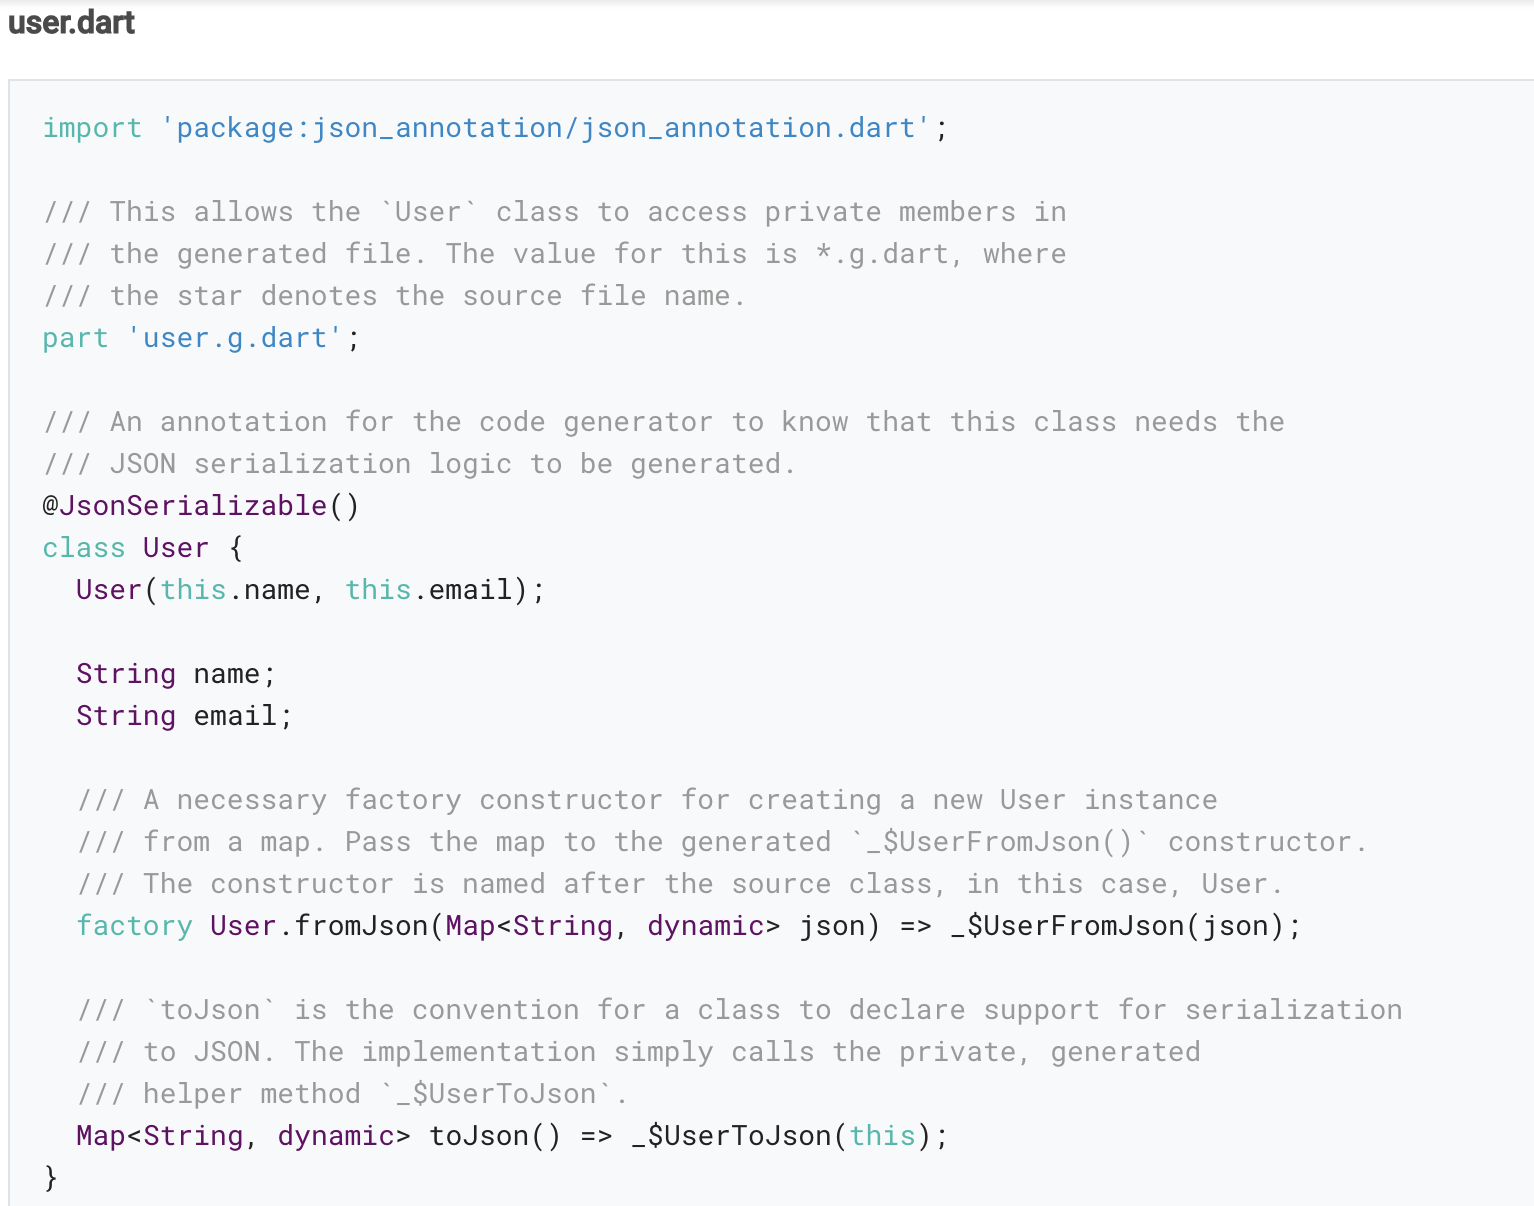 user.dart
import 'package:json_annotation/json_annotation.dart';
/// This allows the `User` class to access private members in
/// the generated file. The value for this is *.g.dart, where
/// the star denotes the source file name.
part 'user.g.dart';
/// An annotation for the code generator to know that this class needs the
/// JSON serialization logic to be generated.
@JsonSerializable()
class User {
  User(this.name, this.email);
  String name;
  String email;
  /// A necessary factory constructor for creating a new User instance
  /// from a map. Pass the map to the generated `_$UserFromJson()` constructor.
  /// The constructor is named after the source class, in this case, User.
  factory User.fromJson(Map<String, dynamic> json) => _$UserFromJson(json);
  /// `toJson` is the convention for a class to declare support for serialization
  /// to JSON. The implementation simply calls the private, generated
  /// helper method `_$UserToJson`.
  Map<String, dynamic> toJson() => _$UserToJson(this);
}